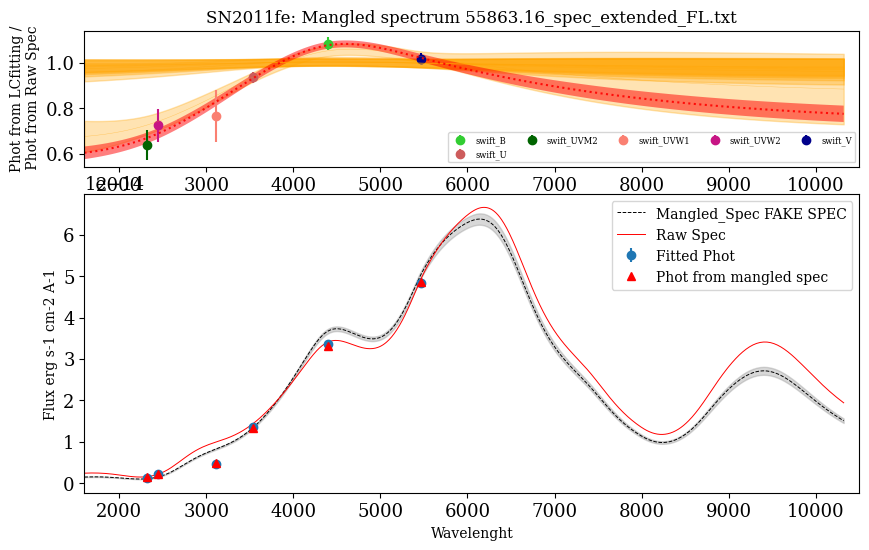 SN2011fe: Mangled spectrum 55863.16_spec_extended_FL.txt
Phot from LCfitting /
Phot from Raw Spec
1.0
0.8
0.6
swift_B
swift_UVM2
swift_UVW1
swift_UVW2
swift_V
swift_U
2000 3000 4000 5000 6000 7000 8000 9000 10000
1e−14
Flux erg s-1 cm-2 A-1
6
5
4
3
2
1
0
Mangled_Spec FAKE SPEC
Raw Spec
Fitted Phot
Phot from mangled spec
2000 3000 4000 5000 6000 7000 8000 9000 10000
Wavelenght